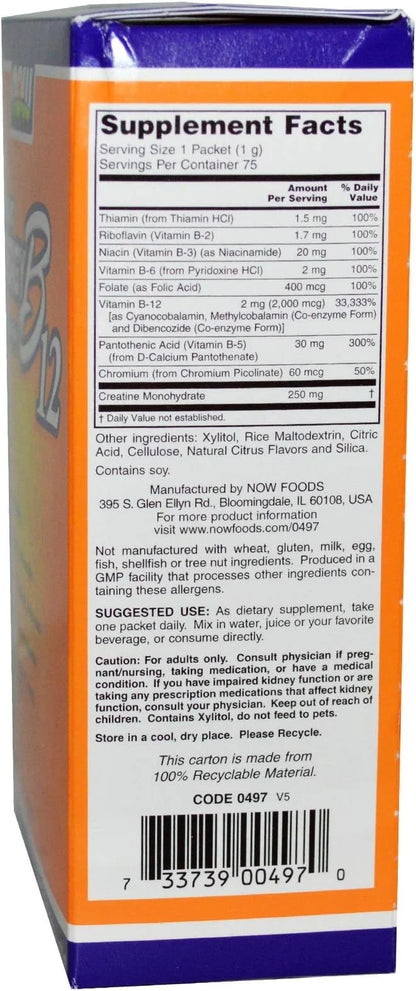 NOW
B12
Supplement Facts
Serving Size 1 Packet (1 g)
Servings Per Container 75
Amount Per Serving % Daily Value
Thiamin (from Thiamin HCl) 1.5 mg 100%
Riboflavin (Vitamin B-2) 1.7 mg 100%
Niacin (Vitamin B-3) (as Niacinamide) 20 mg 100%
Vitamin B-6 (from Pyridoxine HCl) 2 mg 100%
Folate (as Folic Acid) 400 mcg 100%
Vitamin B-12 2 mg (2,000 mcg) 33,333%
[as Cyanocobalamin, Methylcobalamin (Co-enzyme Form)
and Dibencozide (Co-enzyme Form)]
Pantothenic Acid (Vitamin B-5) 30 mg 300%
(from D-Calcium Pantothenate)
Chromium (from Chromium Picolinate) 60 mcg 50%
Creatine Monohydrate 250 mg †
† Daily Value not established.
Other ingredients: Xylitol, Rice Maltodextrin, Citric
Acid, Cellulose, Natural Citrus Flavors and Silica.
Contains soy.
Manufactured by NOW FOODS
395 S. Glen Ellyn Rd., Bloomingdale, IL 60108, USA
For more product information
visit www.nowfoods.com/0497
Not manufactured with wheat, gluten, milk, egg,
fish, shellfish or tree nut ingredients. Produced in a
GMP facility that processes other ingredients con-
taining these allergens.
SUGGESTED USE: As dietary supplement, take
one packet daily. Mix in water, juice or your favorite
beverage, or consume directly.
Caution: For adults only. Consult physician if preg-
nant/nursing, taking medication, or have a medical
condition. If you have impaired kidney function or are
taking any prescription medications that affect kidney
function, consult your physician. Keep out of reach of
children. Contains Xylitol, do not feed to pets.
Store in a cool, dry place. Please Recycle.
This carton is made from
100% Recyclable Material.
CODE 0497 V5
7 33739 00497 0